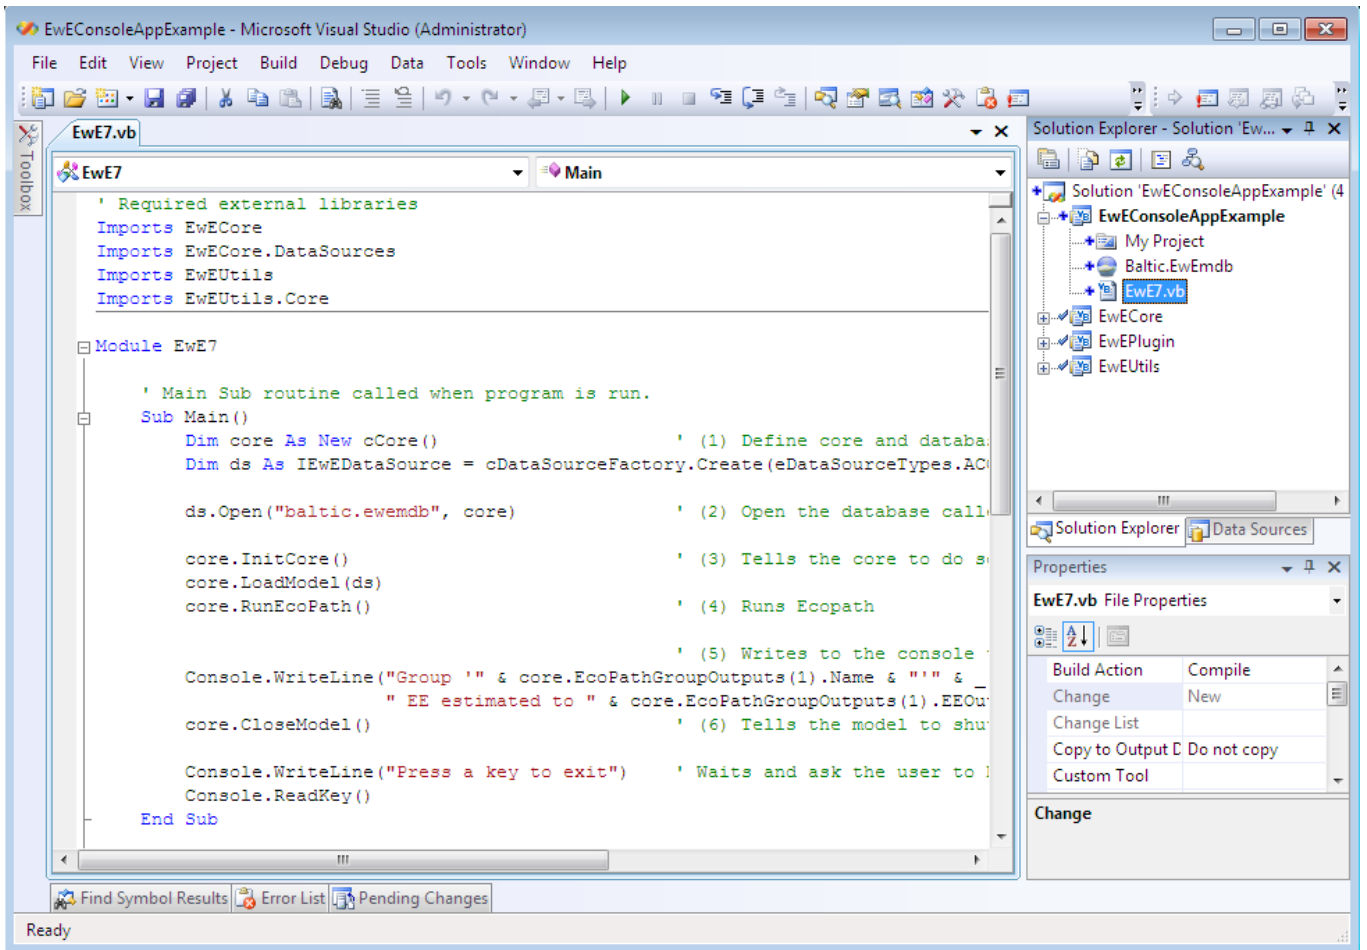 EwEConsoleAppExample - Microsoft Visual Studio (Administrator)
File Edit View Project Build Debug Data Tools Window Help
Toolbox
EwE7.vb
EwE7
Main
' Required external libraries
Imports EwECore
Imports EwECore.DataSources
Imports EwEUtils
Imports EwEUtils.Core
Module EwE7
' Main Sub routine called when program is run.
Sub Main()
Dim core As New cCore() ' (1) Define core and databa
Dim ds As IEwEDataSource = cDataSourceFactory.Create(eDataSourceTypes.ACC
ds.Open("baltic.ewemdb", core) ' (2) Open the database call
core.InitCore() ' (3) Tells the core to do s
core.LoadModel(ds)
core.RunEcoPath() ' (4) Runs Ecopath
' (5) Writes to the console
Console.WriteLine("Group '" & core.EcoPathGroupOutputs(1).Name & "'" & _
" EE estimated to " & core.EcoPathGroupOutputs(1).EEOu
core.CloseModel() ' (6) Tells the model to shu
Console.WriteLine("Press a key to exit") ' Waits and ask the user to
Console.ReadKey()
End Sub
Solution Explorer - Solution 'Ew...
Solution 'EwEConsoleAppExample' (4
EwEConsoleAppExample
My Project
Baltic.EwEmdb
EwE7.vb
EwECore
EwEPlugin
EwEUtils
Solution Explorer Data Sources
Properties
EwE7.vb File Properties
Build Action Compile
Change New
Change List
Copy to Output D Do not copy
Custom Tool
Change
Find Symbol Results Error List Pending Changes
Ready